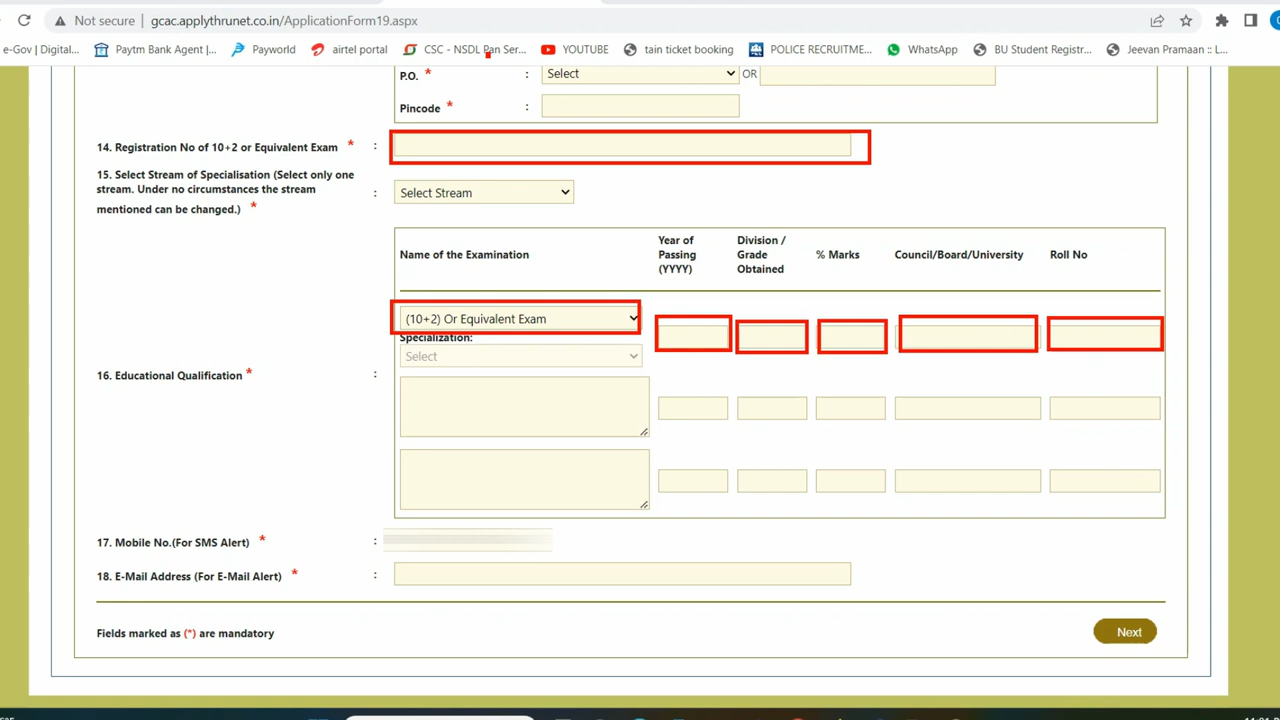 Not secure | gcac.applythrunet.co.in/ApplicationForm19.aspx
e-Gov | Digital... Paytm Bank Agent |... Payworld airtel portal CSC - NSDL Pan Ser... YOUTUBE tain ticket booking POLICE RECRUITME... WhatsApp BU Student Registr... Jeevan Pramaan :: L...
P.O. * : Select OR
Pincode * :
14. Registration No of 10+2 or Equivalent Exam * :
15. Select Stream of Specialisation (Select only one
stream. Under no circumstances the stream
mentioned can be changed.) * : Select Stream
Name of the Examination Year of Passing (YYYY) Division / Grade Obtained % Marks Council/Board/University Roll No
(10+2) Or Equivalent Exam
Specialization:
Select
16. Educational Qualification * :
17. Mobile No.(For SMS Alert) * :
18. E-Mail Address (For E-Mail Alert) * :
Fields marked as (*) are mandatory
Next